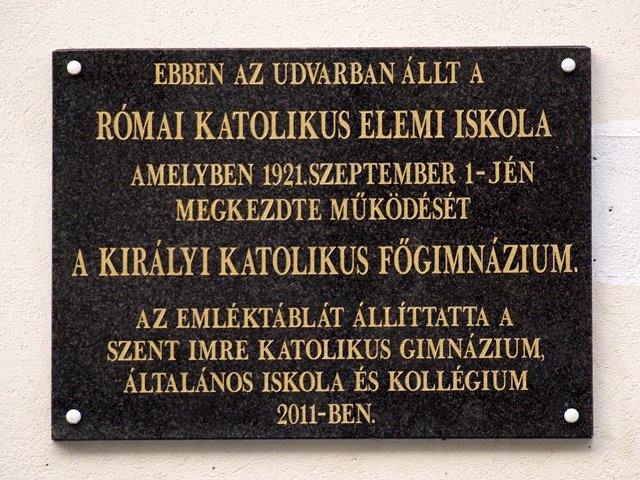 EBBEN AZ UDVARBAN ÁLLT A
RÓMAI KATOLIKUS ELEMI ISKOLA
AMELYBEN 1921.SZEPTEMBER 1-JÉN
MEGKEZDTE MŰKÖDÉSÉT
A KIRÁLYI KATOLIKUS FŐGIMNÁZIUM.
AZ EMLÉKTÁBLÁT ÁLLÍTTATTA A
SZENT IMRE KATOLIKUS GIMNÁZIUM,
ÁLTALÁNOS ISKOLA ÉS KOLLÉGIUM
2011-BEN.